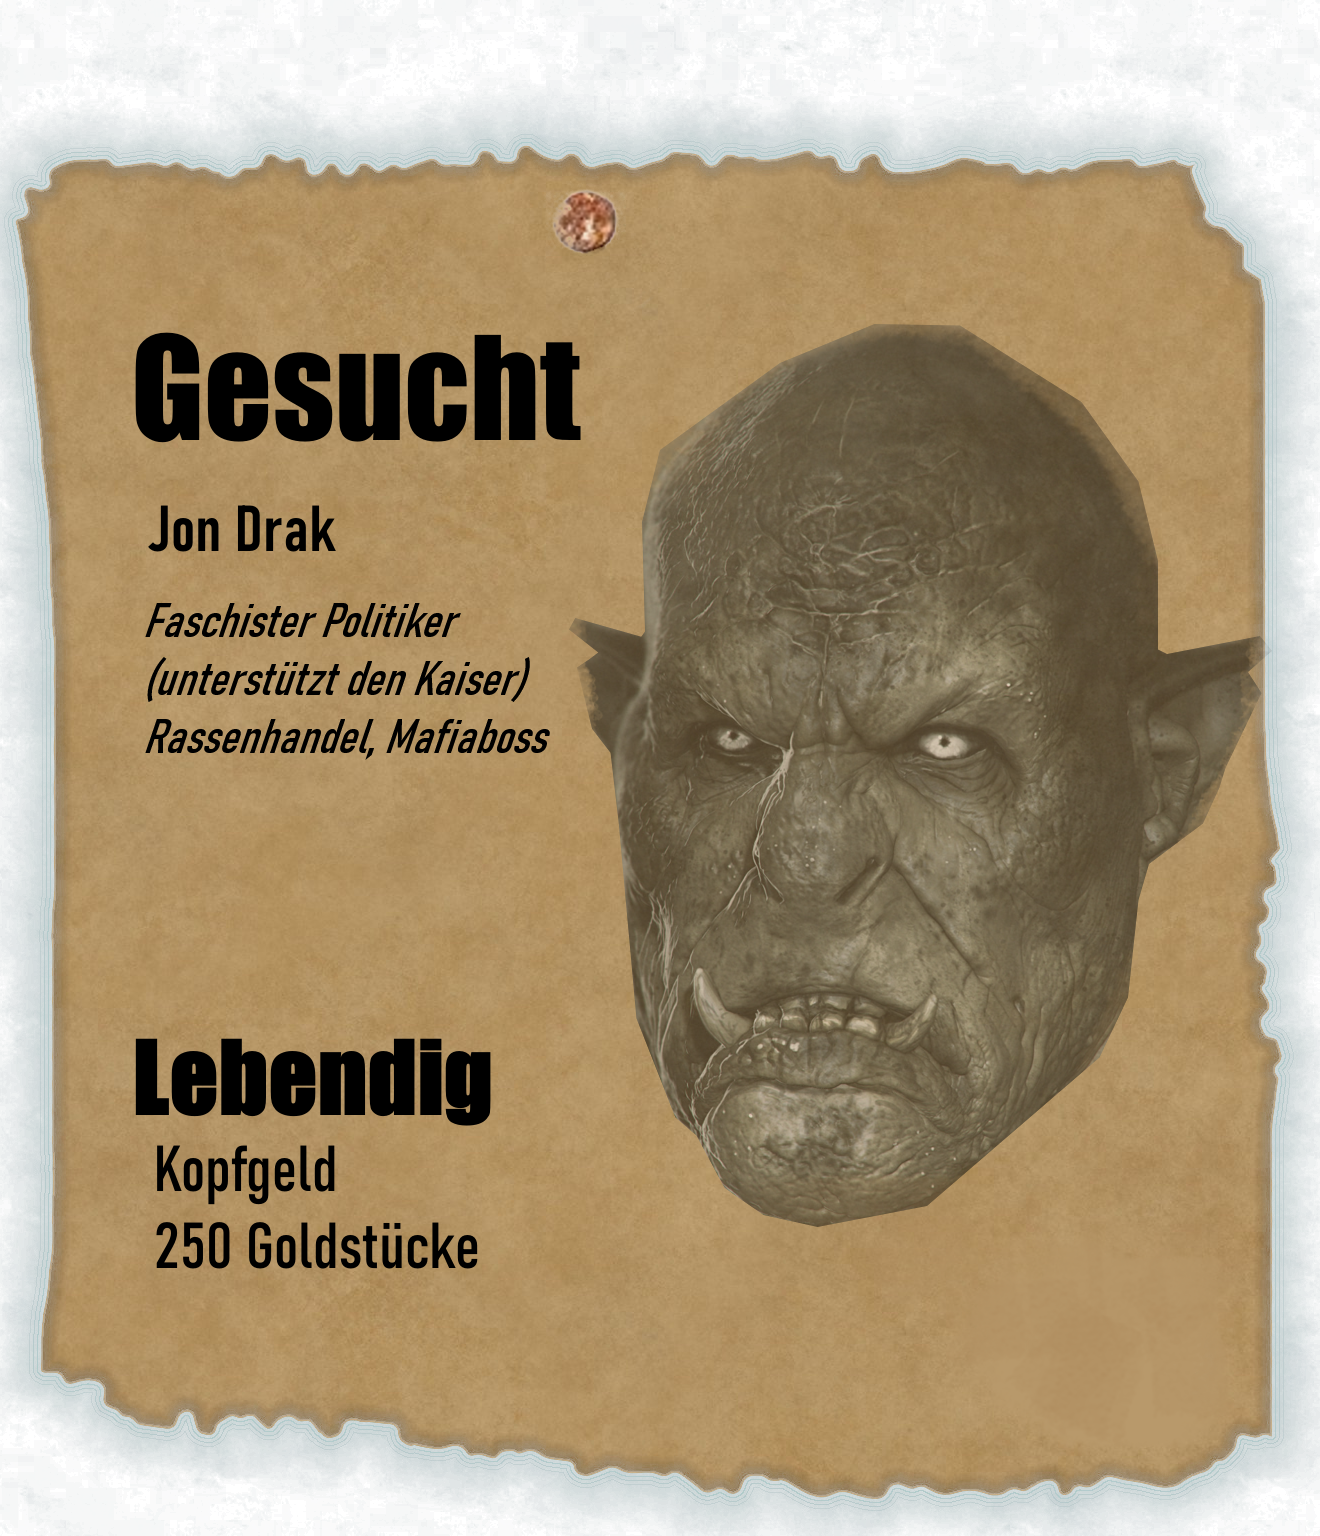 Gesucht
Jon Drak
Faschister Politiker
(unterstützt den Kaiser)
Rassenhandel, Mafiaboss
Lebendig
Kopfgeld
250 Goldstücke